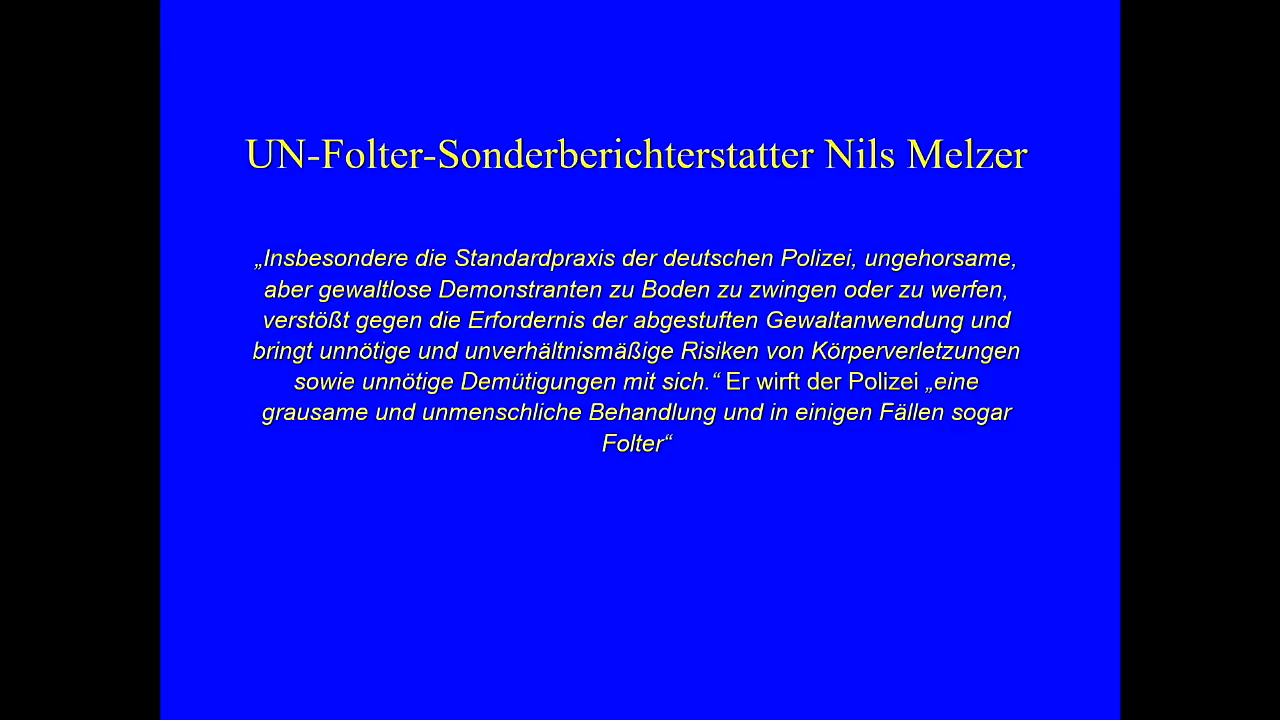 UN-Folter-Sonderberichterstatter Nils Melzer
„Insbesondere die Standardpraxis der deutschen Polizei, ungehorsame,
aber gewaltlose Demonstranten zu Boden zu zwingen oder zu werfen,
verstößt gegen die Erfordernis der abgestuften Gewaltanwendung und
bringt unnötige und unverhältnismäßige Risiken von Körperverletzungen
sowie unnötige Demütigungen mit sich.“ Er wirft der Polizei „eine
grausame und unmenschliche Behandlung und in einigen Fällen sogar
Folter“